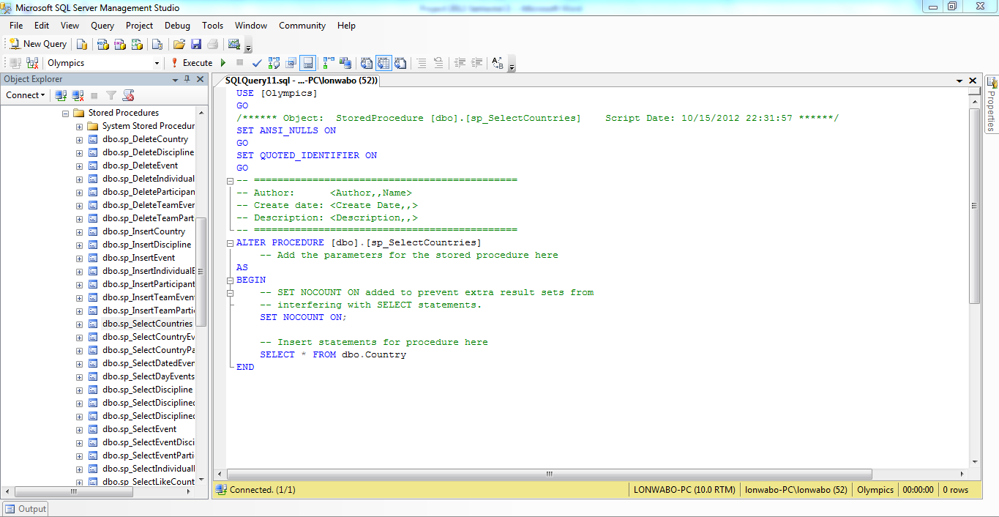 Microsoft SQL Server Management Studio
File Edit View Query Project Debug Tools Window Community Help
New Query
Olympics Execute
Object Explorer
Connect
Stored Procedures
System Stored Procedur
dbo.sp_DeleteCountry
dbo.sp_DeleteDiscipline
dbo.sp_DeleteEvent
dbo.sp_DeleteIndividual
dbo.sp_DeleteParticipan
dbo.sp_DeleteTeamEver
dbo.sp_DeleteTeamPart
dbo.sp_InsertCountry
dbo.sp_InsertDiscipline
dbo.sp_InsertEvent
dbo.sp_InsertIndividualE
dbo.sp_InsertParticipant
dbo.sp_InsertTeamEven
dbo.sp_InsertTeamParti
dbo.sp_SelectCountries
dbo.sp_SelectCountryEv
dbo.sp_SelectCountryPa
dbo.sp_SelectDatedEver
dbo.sp_SelectDayEvents
dbo.sp_SelectDiscipline
dbo.sp_SelectDisciplined
dbo.sp_SelectDisciplined
dbo.sp_SelectEvent
dbo.sp_SelectEventDisci
dbo.sp_SelectEventParti
dbo.sp_SelectIndividuall
dbo.sp_SelectLikeCount
SQLQuery11.sql - ...-PC\lonwabo (52))
USE [Olympics]
GO
/****** Object:  StoredProcedure [dbo].[sp_SelectCountries]    Script Date: 10/15/2012 22:31:57 ******/
SET ANSI_NULLS ON
GO
SET QUOTED_IDENTIFIER ON
GO
-- =============================================
-- Author:      <Author,,Name>
-- Create date: <Create Date,,>
-- Description: <Description,,>
-- =============================================
ALTER PROCEDURE [dbo].[sp_SelectCountries]
-- Add the parameters for the stored procedure here
AS
BEGIN
-- SET NOCOUNT ON added to prevent extra result sets from
-- interfering with SELECT statements.
SET NOCOUNT ON;
-- Insert statements for procedure here
SELECT * FROM dbo.Country
END
Properties
Connected. (1/1) LONWABO-PC (10.0 RTM) lonwabo-PC\lonwabo (52) Olympics 00:00:00 0 rows
Output